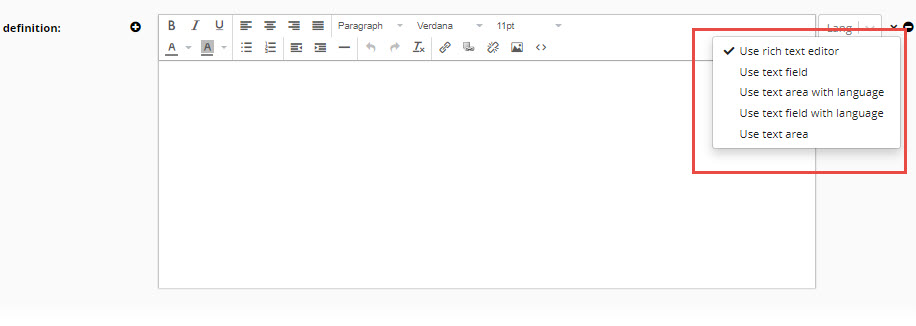 definition:
B I U Paragraph Verdana 11pt Lang
A A
Use rich text editor
Use text field
Use text area with language
Use text field with language
Use text area